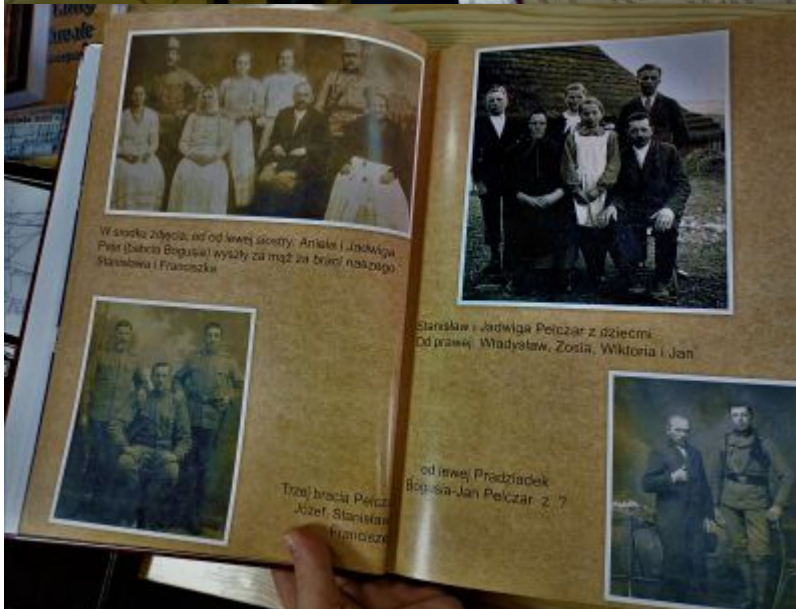 W środku zdjęcia, od od lewej siostry: Aniela i Jadwiga
(babcia Bogusia) wyszły za mąż za braci naszego
Stanisława i Franciszka
Stanisław i Jadwiga Pelczar z dziećmi
Od prawej: Władysław, Zosia, Wiktoria i Jan
Trzej bracia
Józef, Stanisław
od lewej Pradziadek
Bogusia-Jan Pelczar z ?